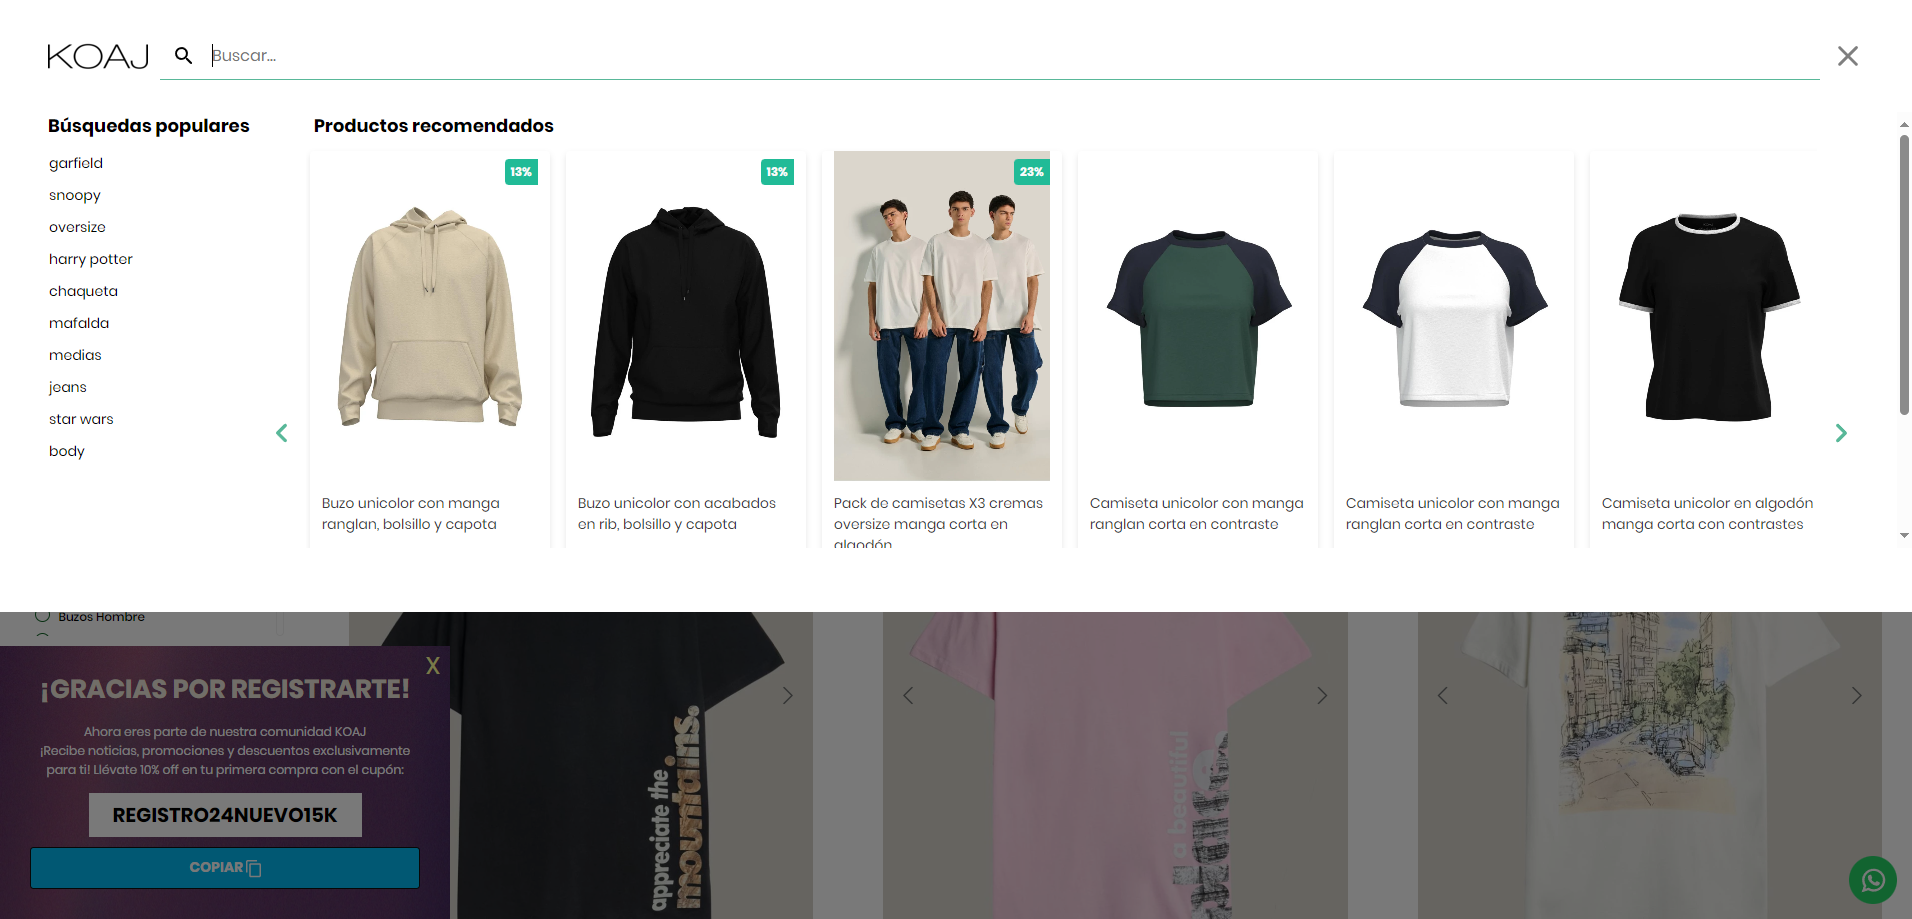 KOAJ
Buscar...
Búsquedas populares
garfield
snoopy
oversize
harry potter
chaqueta
mafalda
medias
jeans
star wars
body
Productos recomendados
13%
13%
23%
Buzo unicolor con manga
ranglan, bolsillo y capota
Buzo unicolor con acabados
en rib, bolsillo y capota
Pack de camisetas X3 cremas
oversize manga corta en
algodón
Camiseta unicolor con manga
ranglan corta en contraste
Camiseta unicolor con manga
ranglan corta en contraste
Camiseta unicolor en algodón
manga corta con contrastes
Buzos Hombre
X
¡GRACIAS POR REGISTRARTE!
Ahora eres parte de nuestra comunidad KOAJ
¡Recibe noticias, promociones y descuentos exclusivamente
para ti! Llévate 10% off en tu primera compra con el cupón:
REGISTRO24NUEVO15K
COPIAR
appreciate the
mountains.
a beautiful